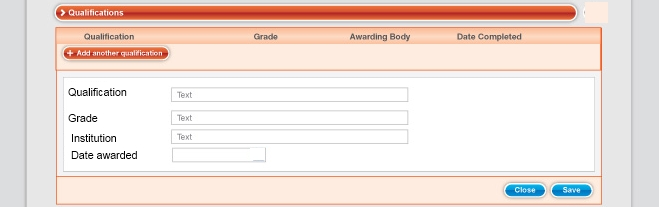 Qualifications
Qualification Grade Awarding Body Date Completed
+ Add another qualification
Qualification Text
Grade Text
Institution Text
Date awarded
Close Save